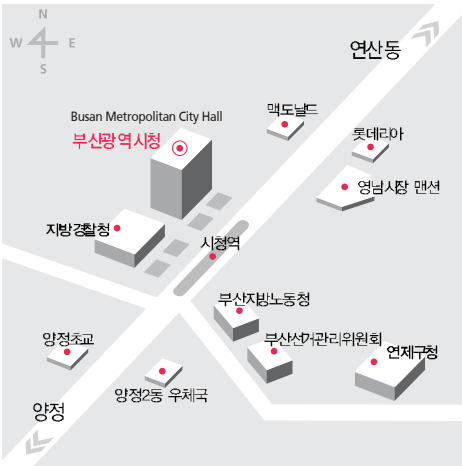 N
W
E
S
연산동
Busan Metropolitan City Hall
부산광역시청
맥도날드
롯데리아
영남시장 맨션
지방경찰청
시청역
부산지방노동청
양정초교
부산선거관리위원회
연제구청
양정2동 우체국
양정